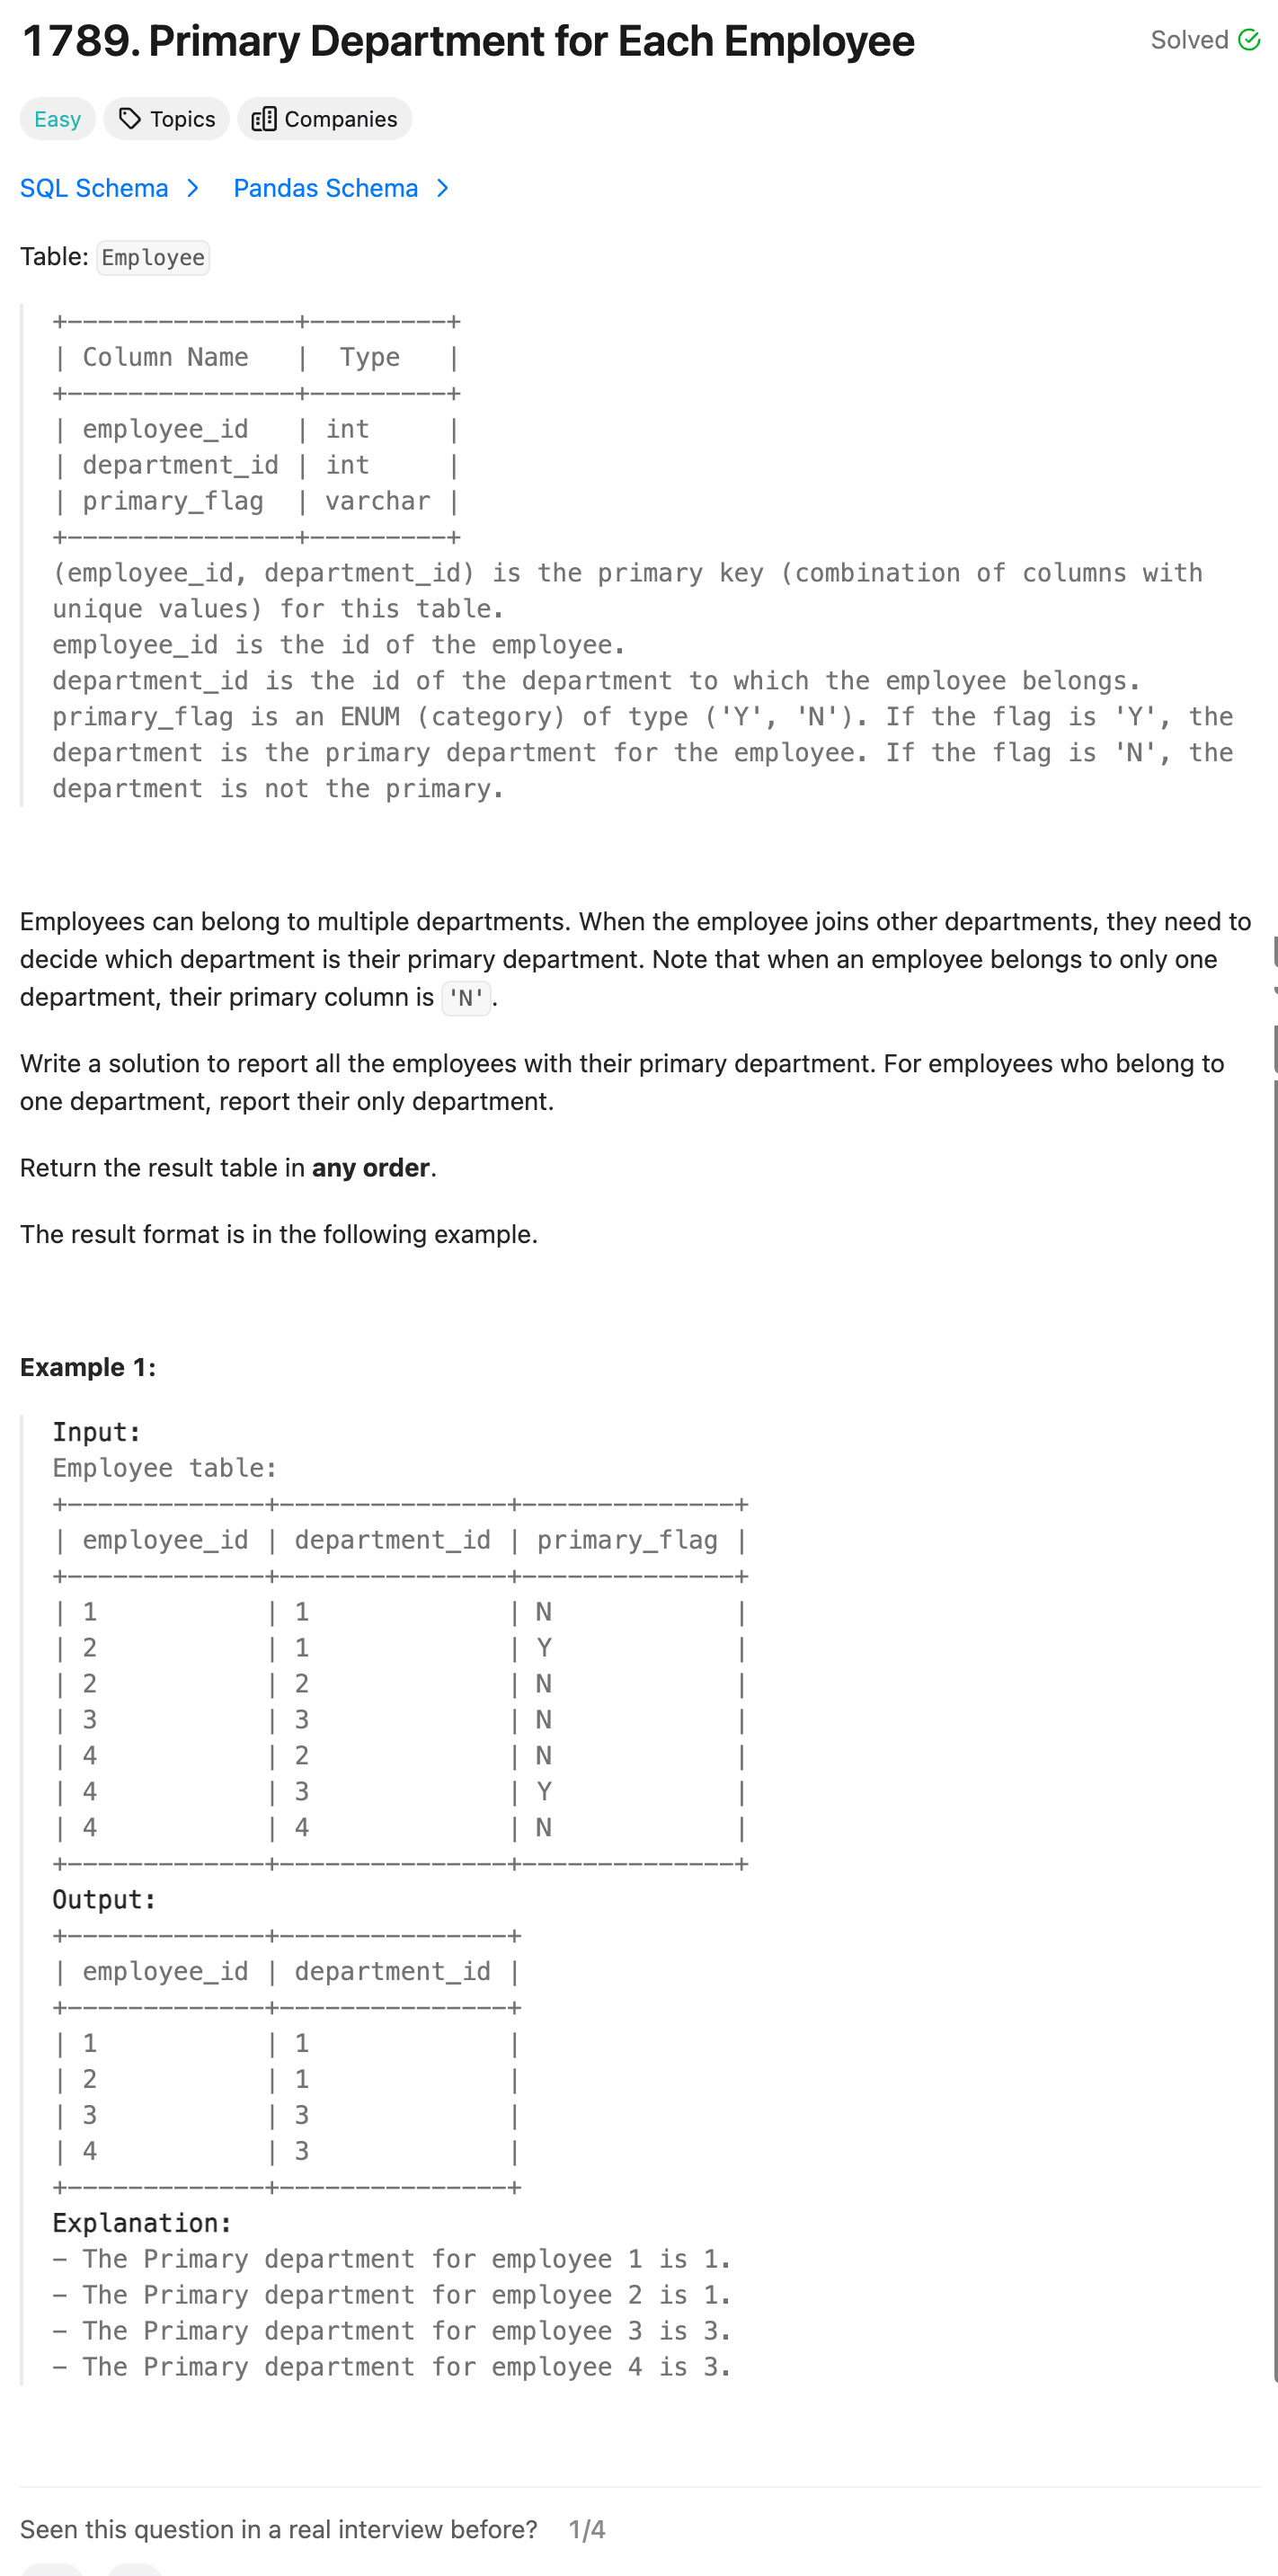 1789. Primary Department for Each Employee
Solved
Easy
Topics
Companies
SQL Schema >
Pandas Schema >
Table: Employee
+---------------+---------+
| Column Name   |  Type   |
+---------------+---------+
| employee_id   | int     |
| department_id | int     |
| primary_flag  | varchar |
+---------------+---------+
(employee_id, department_id) is the primary key (combination of columns with
unique values) for this table.
employee_id is the id of the employee.
department_id is the id of the department to which the employee belongs.
primary_flag is an ENUM (category) of type ('Y', 'N'). If the flag is 'Y', the
department is the primary department for the employee. If the flag is 'N', the
department is not the primary.
Employees can belong to multiple departments. When the employee joins other departments, they need to
decide which department is their primary department. Note that when an employee belongs to only one
department, their primary column is 'N'.
Write a solution to report all the employees with their primary department. For employees who belong to
one department, report their only department.
Return the result table in any order.
The result format is in the following example.
Example 1:
Input:
Employee table:
+-------------+---------------+--------------+
| employee_id | department_id | primary_flag |
+-------------+---------------+--------------+
| 1           | 1             | N            |
| 2           | 1             | Y            |
| 2           | 2             | N            |
| 3           | 3             | N            |
| 4           | 2             | N            |
| 4           | 3             | Y            |
| 4           | 4             | N            |
+-------------+---------------+--------------+
Output:
+-------------+---------------+
| employee_id | department_id |
+-------------+---------------+
| 1           | 1             |
| 2           | 1             |
| 3           | 3             |
| 4           | 3             |
+-------------+---------------+
Explanation:
- The Primary department for employee 1 is 1.
- The Primary department for employee 2 is 1.
- The Primary department for employee 3 is 3.
- The Primary department for employee 4 is 3.
Seen this question in a real interview before? 1/4